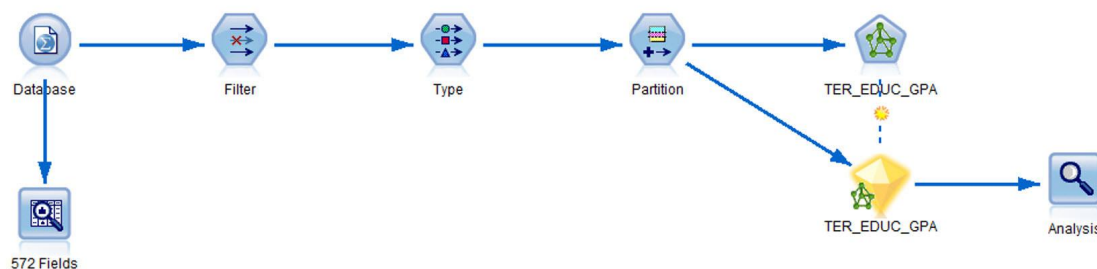 Database
Filter
Type
Partition
TER_EDUC_GPA
572 Fields
TER_EDUC_GPA
Analysis